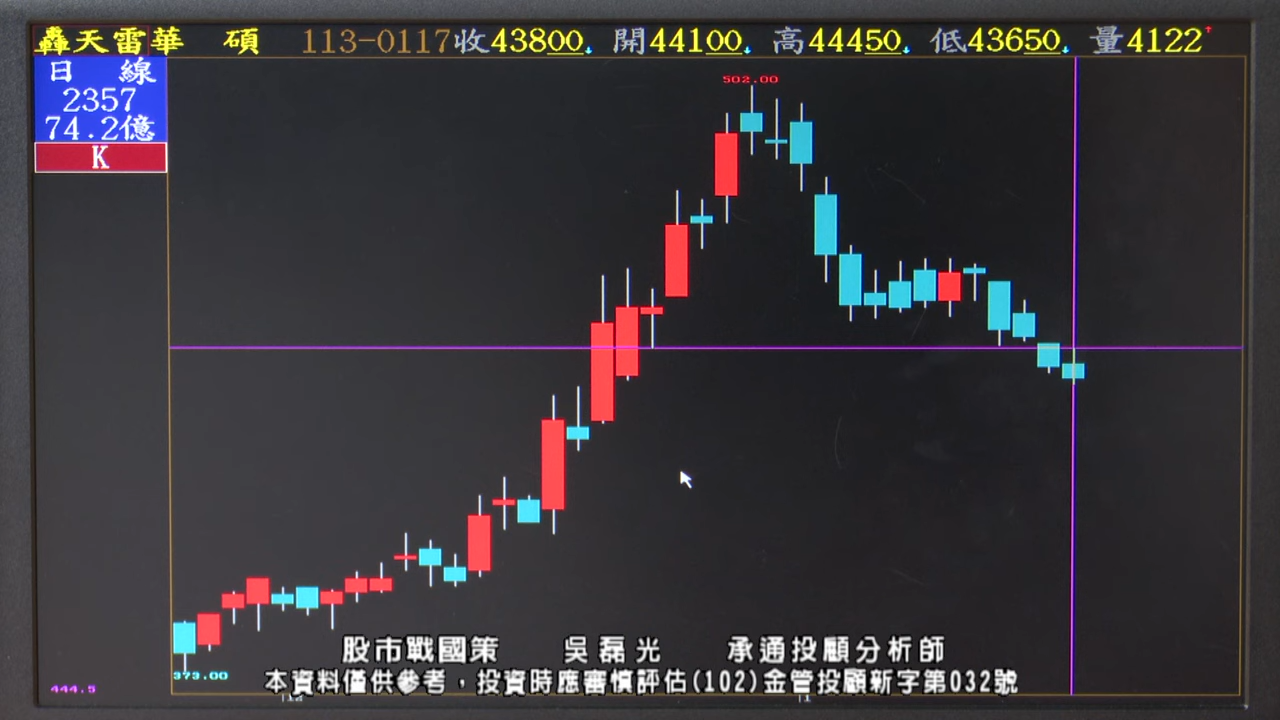 轟天雷華 碩 113-0117收43800 開44100 高44450 低43650 量4122
日 線
2357
74.2億
K
502.00
373.00
444.5
股市戰國策 吳磊光 承通投顧分析師
本資料僅供參考，投資時應審慎評估(102)金管投顧新字第032號
12
1